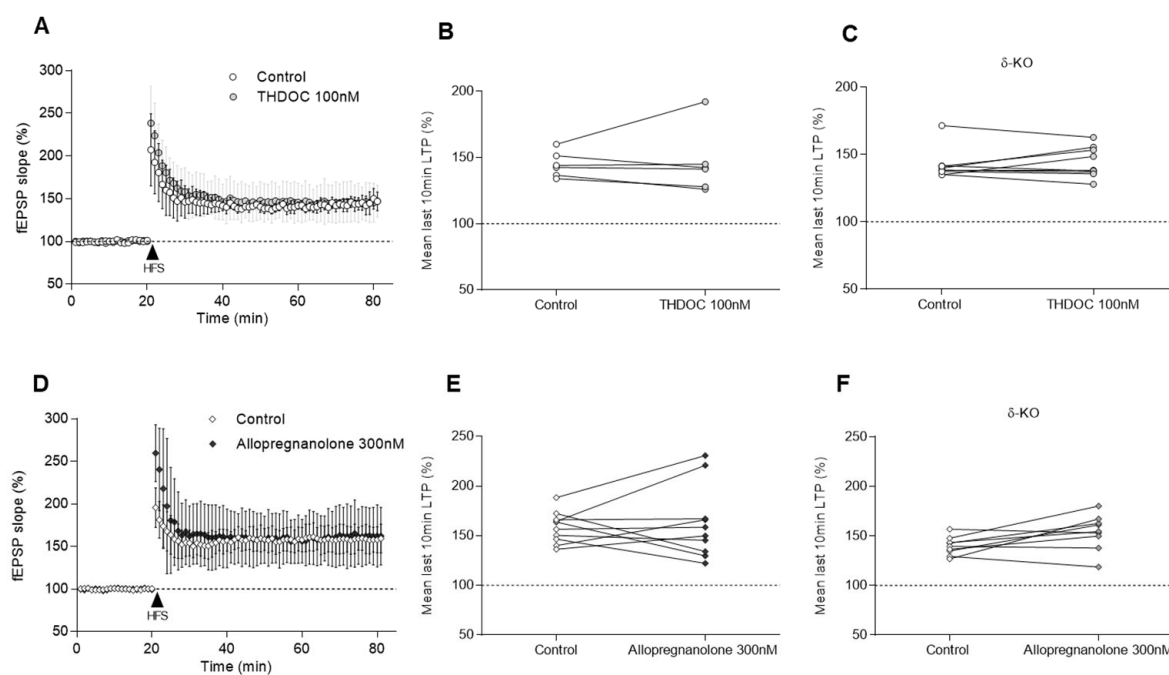 A
300
250
200
150
100
50
fEPSP slope (%)
Control
THDOC 100nM
HFS
0
20
40
60
80
Time (min)
B
200
150
100
50
Mean last 10min LTP (%)
Control
THDOC 100nM
C
δ-KO
200
150
100
50
Mean last 10min LTP (%)
Control
THDOC 100nM
D
300
250
200
150
100
50
fEPSP slope (%)
Control
Allopregnanolone 300nM
HFS
0
20
40
60
80
Time (min)
E
250
200
150
100
50
Mean last 10min LTP (%)
Control
Allopregnanolone 300nM
F
δ-KO
250
200
150
100
50
Mean last 10min LTP (%)
Control
Allopregnanolone 300nM